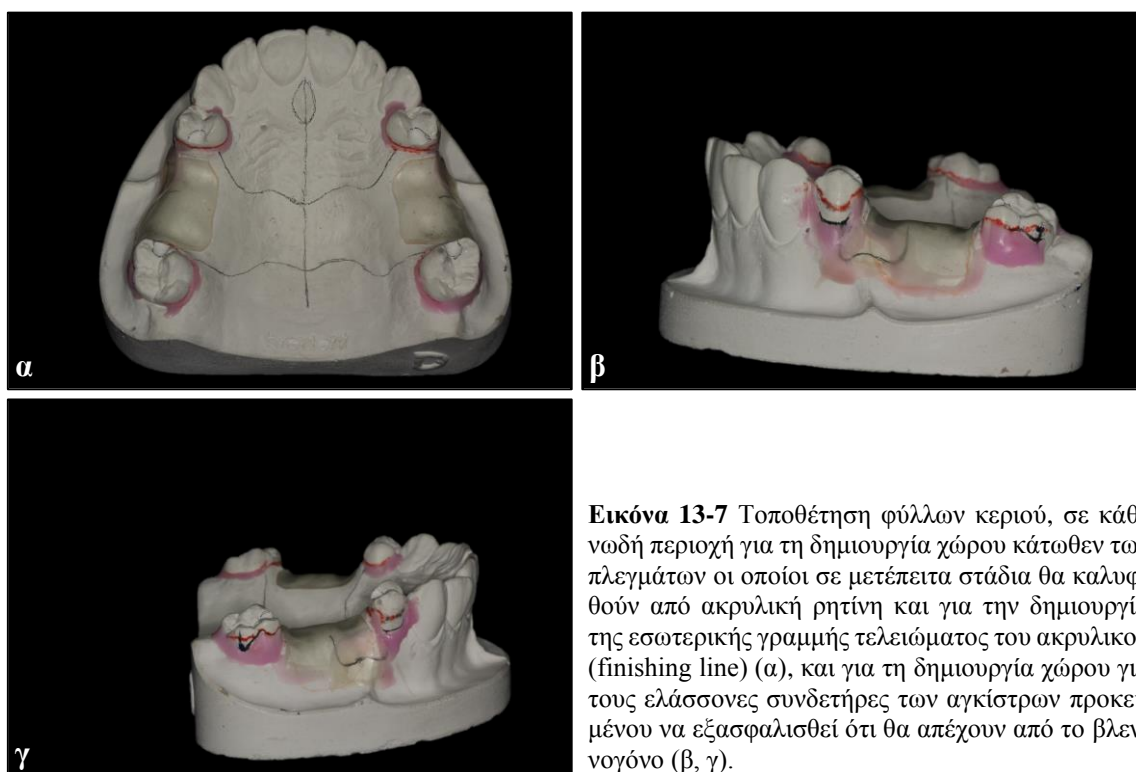 α
β
γ
Εικόνα 13-7 Τοποθέτηση φύλλων κεριού, σε κάθ
νωδή περιοχή για τη δημιουργία χώρου κάτωθεν τω
πλεγμάτων οι οποίοι σε μετέπειτα στάδια θα καλυφ
θούν από ακρυλική ρητίνη και για την δημιουργί
της εσωτερικής γραμμής τελειώματος του ακρυλικο
(finishing line) (α), και για τη δημιουργία χώρου γι
τους ελάσσονες συνδετήρες των αγκίστρων προκει
μένου να εξασφαλισθεί ότι θα απέχουν από το βλεν
νογόνο (β, γ).